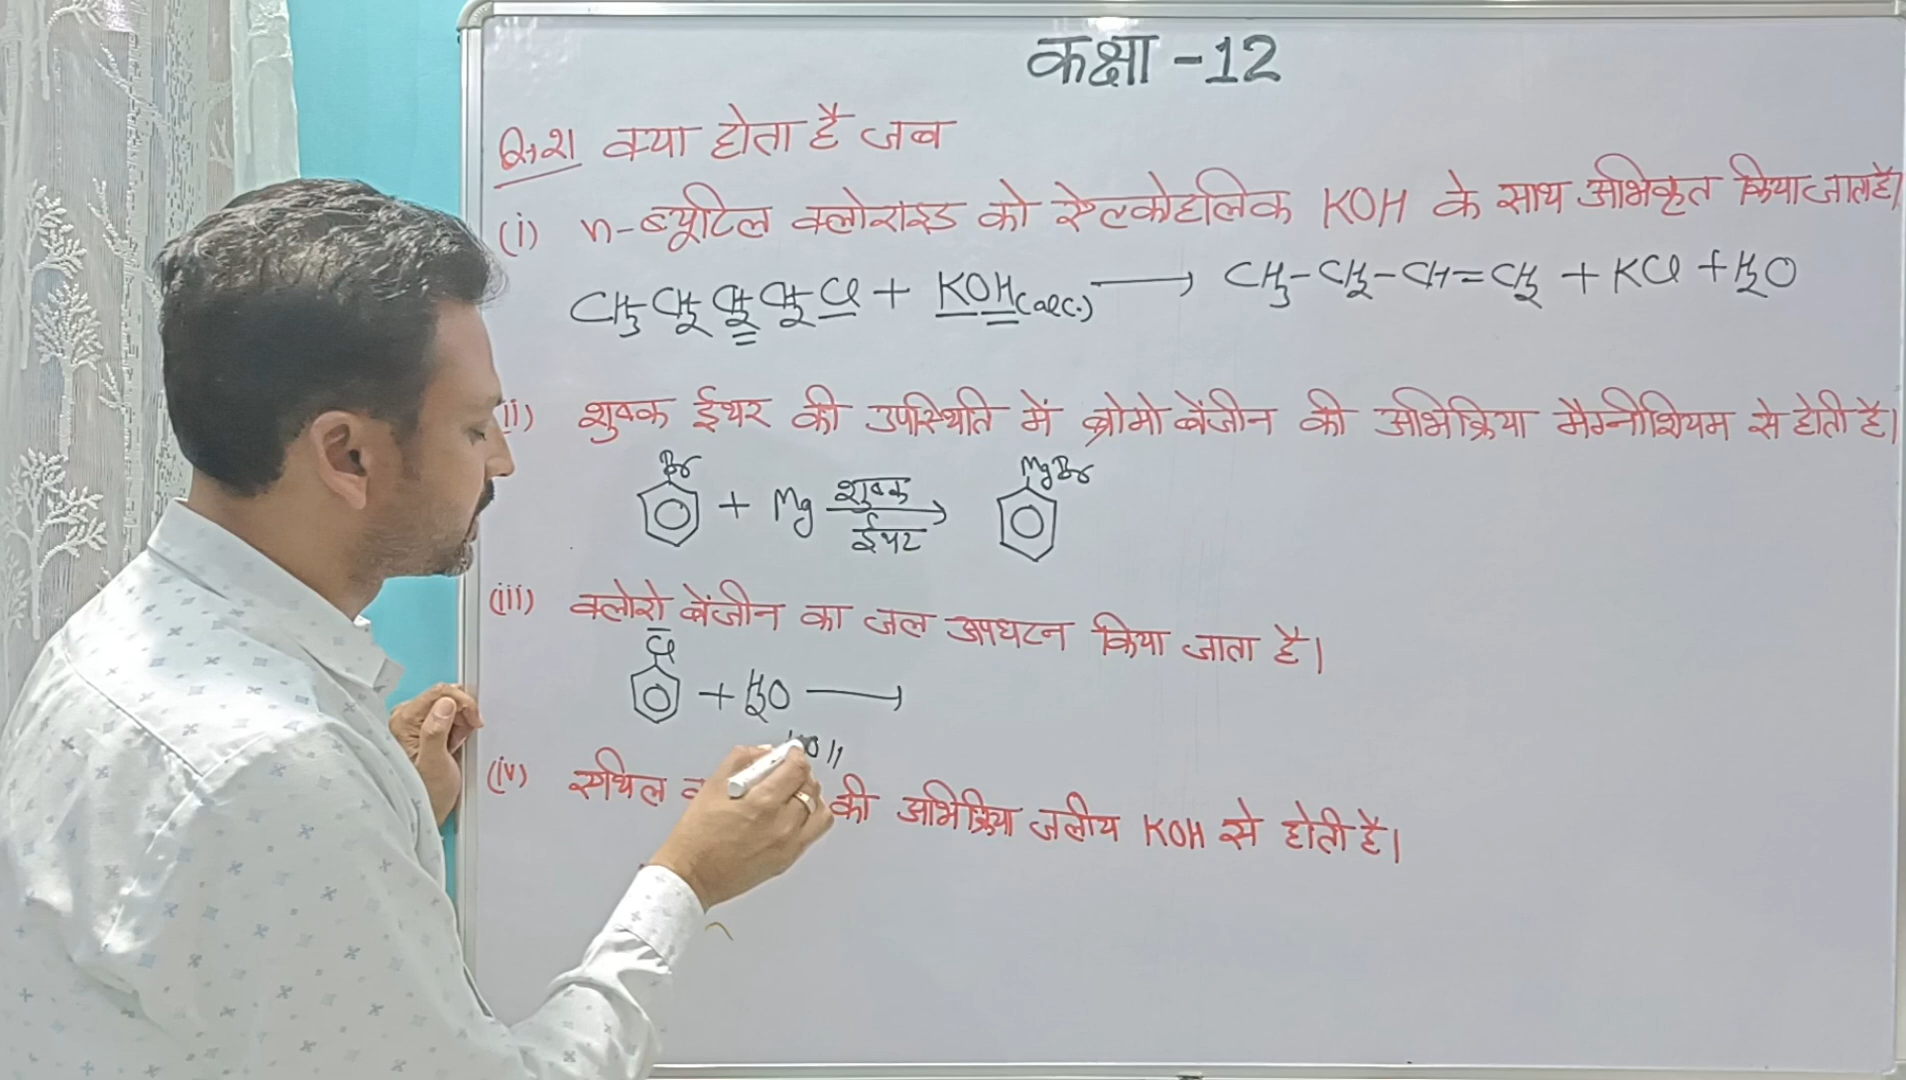 कक्षा -12
Q.21 क्या होता है जब
(i) n-ब्यूटिल क्लोराइड को ऐल्कोहलिक KOH के साथ अभिकृत किया जाता है।
CH3 CH2 CH2 CH2 Cl + KOH(alc.) ⟶ CH3-CH2-CH=CH2 + KCl + H2O
(ii) शुष्क ईथर की उपस्थिति में ब्रोमो बेंजीन की अभिक्रिया मैग्नीशियम से होती है।
Br MgBr
+ Mg शुष्क ⟶
ईथर
(iii) क्लोरो बेंजीन का जल अपघटन किया जाता है।
Cl
+ H2O ⟶
(iv) एथिल की अभिक्रिया जलीय KOH से होती है।